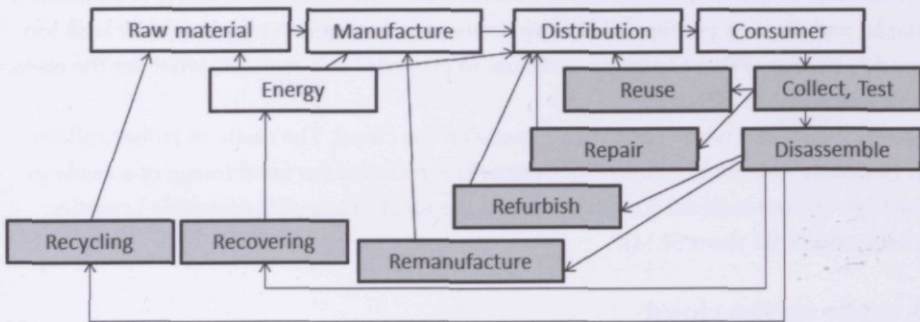 Raw material
Manufacture
Distribution
Consumer
Energy
Reuse
Collect, Test
Repair
Disassemble
Refurbish
Recycling
Recovering
Remanufacture